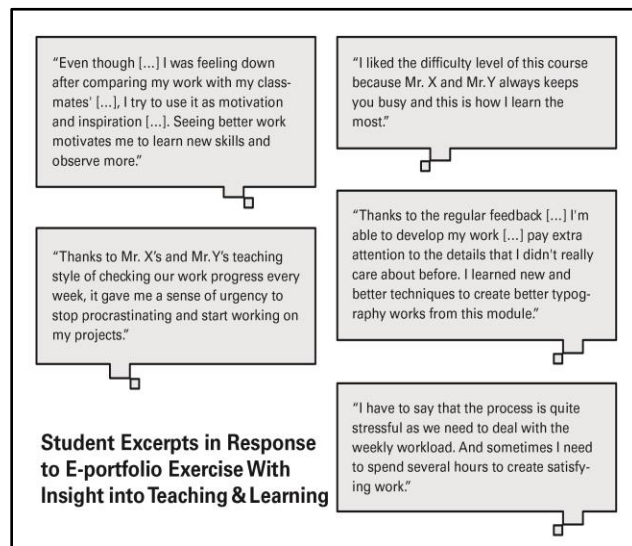 “Even though [...] I was feeling down
after comparing my work with my class-
mates' [...], I try to use it as motivation
and inspiration [...]. Seeing better work
motivates me to learn new skills and
observe more.”
“Thanks to Mr. X’s and Mr.Y’s teaching
style of checking our work progress every
week, it gave me a sense of urgency to
stop procrastinating and start working on
my projects.”
Student Excerpts in Response
to E-portfolio Exercise With
Insight into Teaching & Learning
“I liked the difficulty level of this course
because Mr. X and Mr.Y always keeps
you busy and this is how I learn the
most.”
“Thanks to the regular feedback [...] I'm
able to develop my work [...] pay extra
attention to the details that I didn't really
care about before. I learned new and
better techniques to create better typog-
raphy works from this module.”
“I have to say that the process is quite
stressful as we need to deal with the
weekly workload. And sometimes I need
to spend several hours to create satisfy-
ing work.”